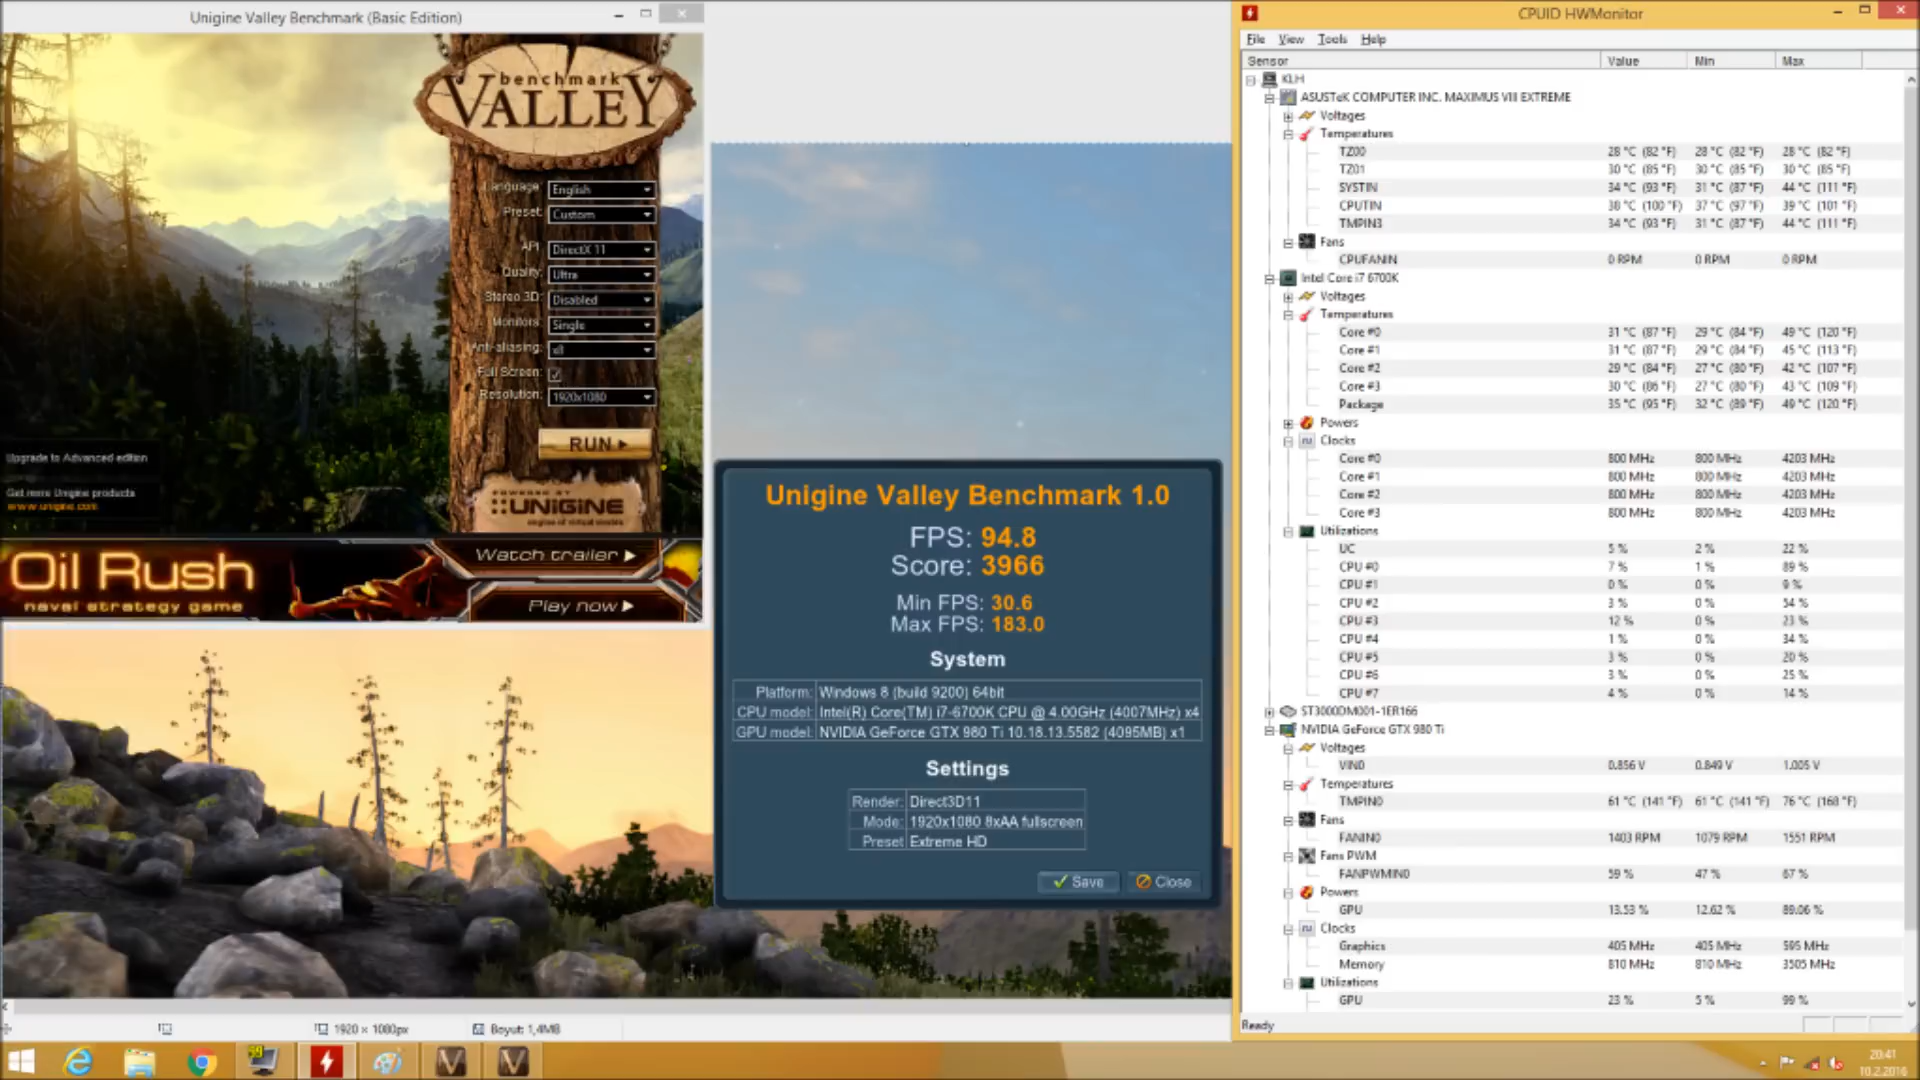 Unigine Valley Benchmark (Basic Edition)
benchmark
VALLEY
Language: English
Preset: Custom
API DirectX 11
Quality: Ultra
Stereo 3D: Disabled
Monitors: Single
Anti-aliasing: x8
Full Screen:
Resolution: 1920x1080
RUN
Upgrade to Advanced edition
Get more Unigine products
www.unigine.com
POWERED BY
UNIGINE
engine of virtual worlds
Oil Rush
naval strategy game
Watch trailer
Play now
Unigine Valley Benchmark 1.0
FPS: 94.8
Score: 3966
Min FPS: 30.6
Max FPS: 183.0
System
Platform: Windows 8 (build 9200) 64bit
CPU model: Intel(R) Core(TM) i7-6700K CPU @ 4.00GHz (4007MHz) x4
GPU model: NVIDIA GeForce GTX 980 Ti 10.18.13.5582 (4095MB) x1
Settings
Render: Direct3D11
Mode: 1920x1080 8xAA fullscreen
Preset Extreme HD
Save Close
1920 × 1080px Boyut: 1,4MB
CPUID HWMonitor
File View Tools Help
Sensor Value Min Max
KLH
ASUSTeK COMPUTER INC. MAXIMUS VIII EXTREME
Voltages
Temperatures
TZ00 28 °C (82 °F) 28 °C (82 °F) 28 °C (82 °F)
TZ01 30 °C (85 °F) 30 °C (85 °F) 30 °C (85 °F)
SYSTIN 34 °C (93 °F) 31 °C (87 °F) 44 °C (111 °F)
CPUTIN 38 °C (100 °F) 37 °C (97 °F) 39 °C (101 °F)
TMPIN3 34 °C (93 °F) 31 °C (87 °F) 44 °C (111 °F)
Fans
CPUFANIN 0 RPM 0 RPM 0 RPM
Intel Core i7 6700K
Voltages
Temperatures
Core #0 31 °C (87 °F) 29 °C (84 °F) 49 °C (120 °F)
Core #1 31 °C (87 °F) 29 °C (84 °F) 45 °C (113 °F)
Core #2 29 °C (84 °F) 27 °C (80 °F) 42 °C (107 °F)
Core #3 30 °C (86 °F) 27 °C (80 °F) 43 °C (109 °F)
Package 35 °C (95 °F) 32 °C (89 °F) 49 °C (120 °F)
Powers
Clocks
Core #0 800 MHz 800 MHz 4203 MHz
Core #1 800 MHz 800 MHz 4203 MHz
Core #2 800 MHz 800 MHz 4203 MHz
Core #3 800 MHz 800 MHz 4203 MHz
Utilizations
UC 5 % 2 % 22 %
CPU #0 7 % 1 % 89 %
CPU #1 0 % 0 % 9 %
CPU #2 3 % 0 % 54 %
CPU #3 12 % 0 % 23 %
CPU #4 1 % 0 % 34 %
CPU #5 3 % 0 % 20 %
CPU #6 3 % 0 % 25 %
CPU #7 4 % 0 % 14 %
ST3000DM001-1ER166
NVIDIA GeForce GTX 980 Ti
Voltages
VIN0 0.856 V 0.849 V 1.005 V
Temperatures
TMPIN0 61 °C (141 °F) 61 °C (141 °F) 76 °C (168 °F)
Fans
FANIN0 1403 RPM 1079 RPM 1551 RPM
Fans PWM
FANPWMIN0 59 % 47 % 67 %
Powers
GPU 13.53 % 12.62 % 89.06 %
Clocks
Graphics 405 MHz 405 MHz 595 MHz
Memory 810 MHz 810 MHz 3505 MHz
Utilizations
GPU 23 % 5 % 99 %
Ready
20:41
10.2.2016